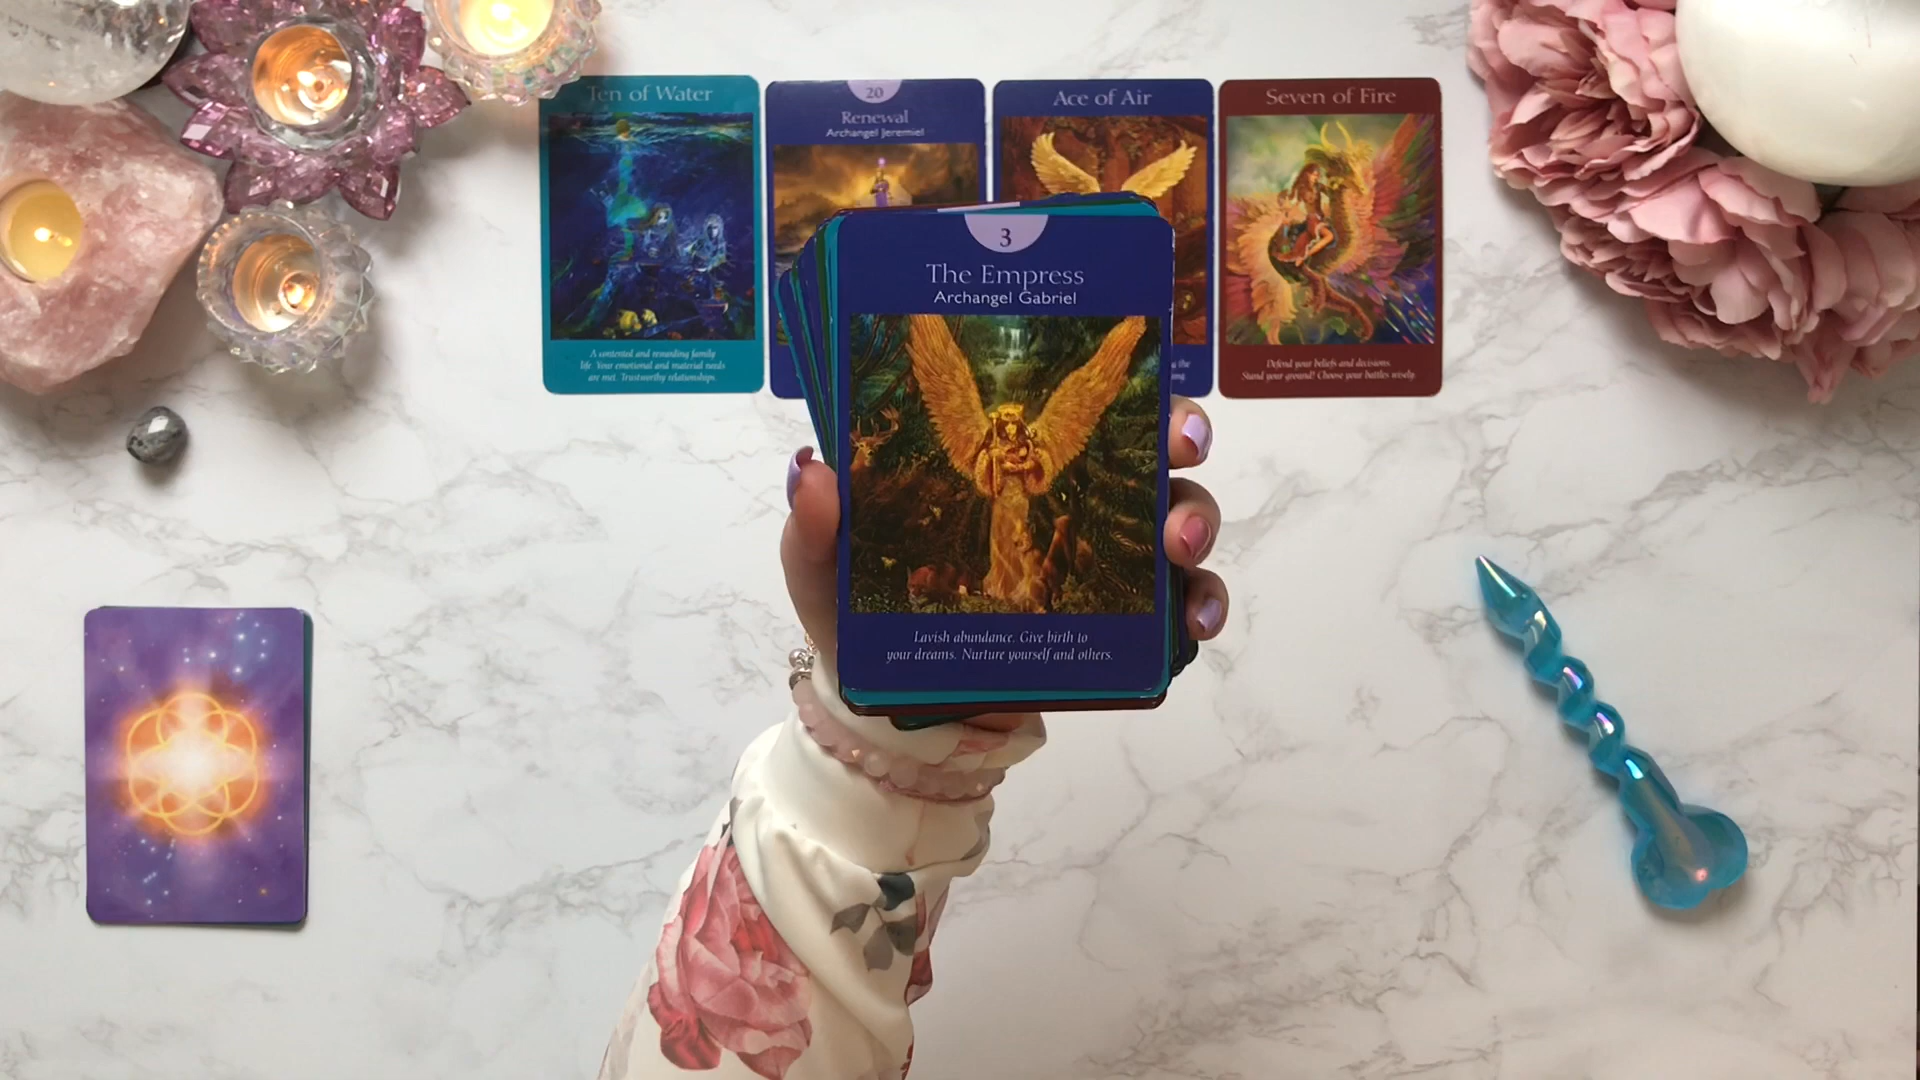 Ten of Water
A contented and rewarding family
life. Your emotional and material needs
are met. Trustworthy relationships.
20
Renewal
Archangel Jeremiel
Ace of Air
the
Seven of Fire
Defend your beliefs and decisions.
Stand your ground! Choose your battles wisely.
3
The Empress
Archangel Gabriel
Lavish abundance. Give birth to
your dreams. Nurture yourself and others.